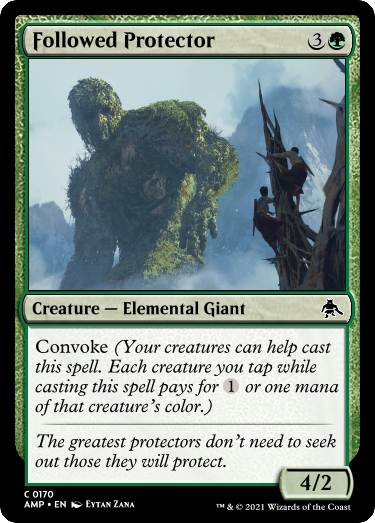 Followed Protector 3
Creature — Elemental Giant
Convoke (Your creatures can help cast
this spell. Each creature you tap while
casting this spell pays for 1 or one mana
of that creature's color.)
The greatest protectors don't need to seek
out those they will protect.
4/2
C 0170
AMP • EN Eytan Zana
™ & © 2021 Wizards of the Coast